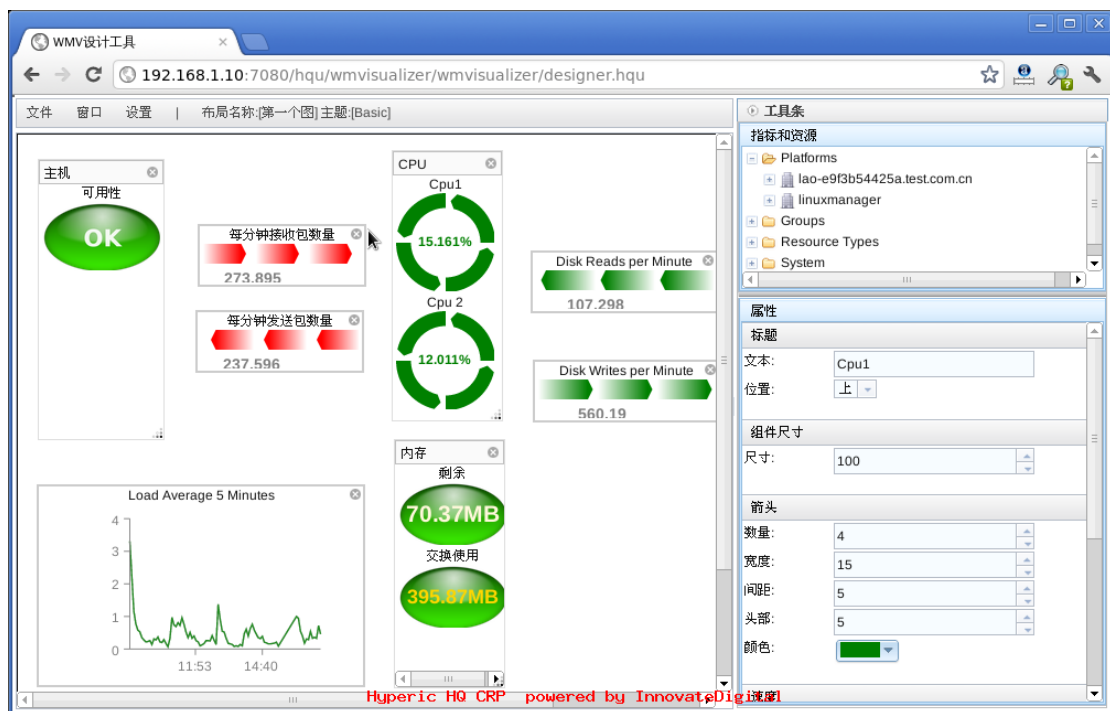 WMV设计工具
192.168.1.10:7080/hqu/wmvisualizer/wmvisualizer/designer.hqu
文件 窗口 设置 | 布局名称:[第一个图] 主题:[Basic]
主机
可用性
OK
每分钟接收包数量
273.895
每分钟发送包数量
237.596
CPU
Cpu1
15.161%
Cpu 2
12.011%
Disk Reads per Minute
107.298
Disk Writes per Minute
560.19
Load Average 5 Minutes
4
3
2
1
0
11:53 14:40
内存
剩余
70.37MB
交换使用
395.87MB
工具条
指标和资源
Platforms
lao-e9f3b54425a.test.com.cn
linuxmanager
Groups
Resource Types
System
属性
标题
文本: Cpu1
位置: 上
组件尺寸
尺寸: 100
箭头
数量: 4
宽度: 15
间距: 5
头部: 5
颜色:
速度
Hyperic HQ CRP powered by InnovateDigital